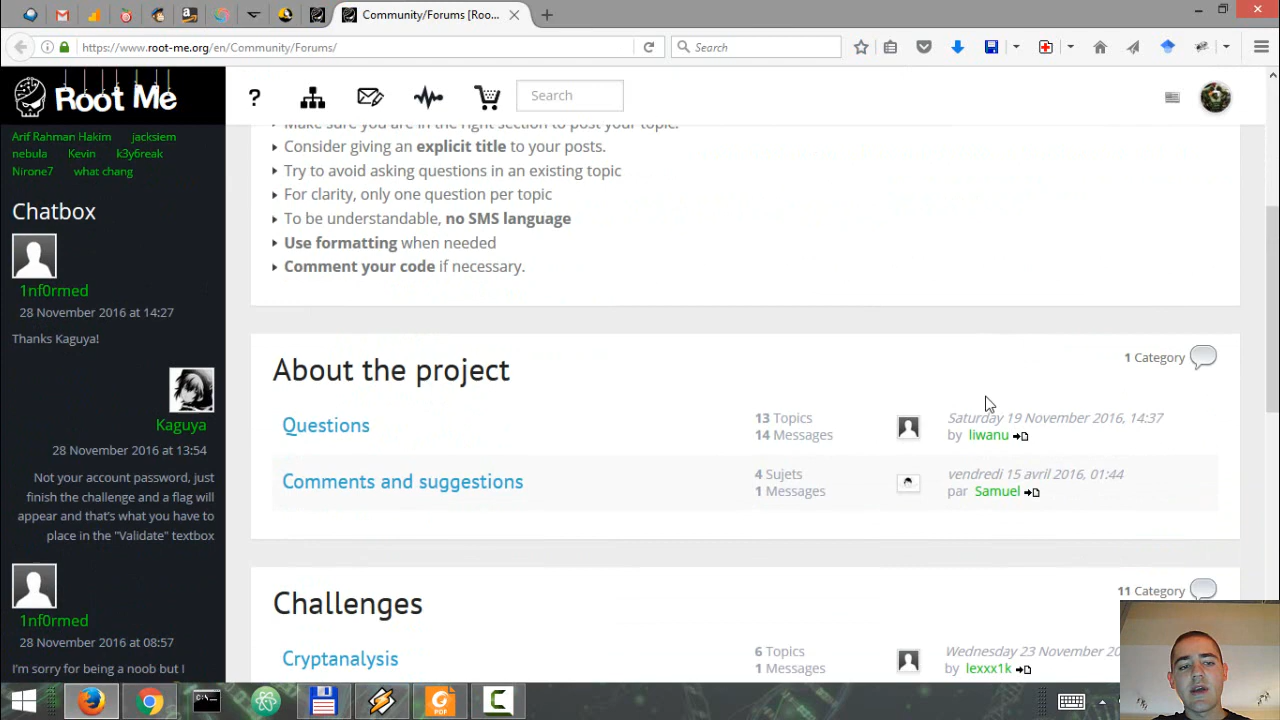 Community/Forums [Roo...
https://www.root-me.org/en/Community/Forums/
Search
Root Me
Search
Arif Rahman Hakim jacksiem
nebula Kevin k3y6reak
Nirone7 what chang
Chatbox
1nf0rmed
28 November 2016 at 14:27
Thanks Kaguya!
Kaguya
28 November 2016 at 13:54
Not your account password, just
finish the challenge and a flag will
appear and that's what you have to
place in the "Validate" textbox
1nf0rmed
28 November 2016 at 08:57
I'm sorry for being a noob but I
Make sure you are in the right section to post your topic.
Consider giving an explicit title to your posts.
Try to avoid asking questions in an existing topic
For clarity, only one question per topic
To be understandable, no SMS language
Use formatting when needed
Comment your code if necessary.
About the project
1 Category
Questions
13 Topics
14 Messages
Saturday 19 November 2016, 14:37
by liwanu
Comments and suggestions
4 Sujets
1 Messages
vendredi 15 avril 2016, 01:44
par Samuel
Challenges
11 Category
Cryptanalysis
6 Topics
1 Messages
Wednesday 23 November 20
by lexxx1k
PDF